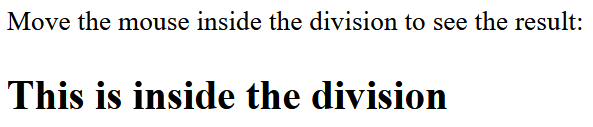 Move the mouse inside the division to see the result:
This is inside the division